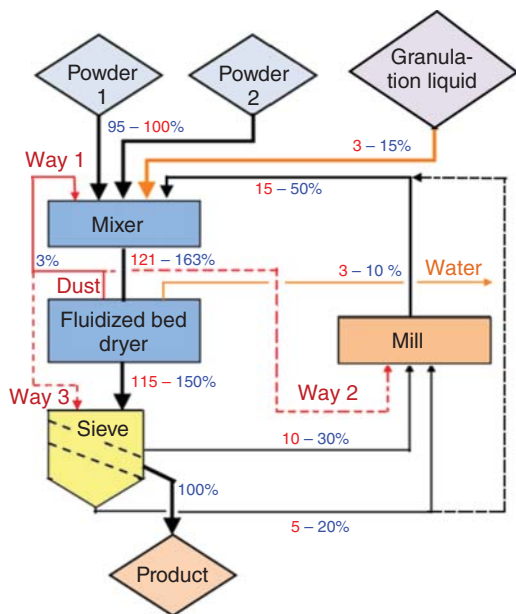 Powder
1
Powder
2
Granula-
tion liquid
95 – 100%
3 – 15%
Way 1
15 – 50%
Mixer
3%
121 – 163%
3 – 10 %
Water
Dust
Fluidized bed
dryer
Mill
115 – 150%
Way 3
Way 2
Sieve
10 – 30%
100%
5 – 20%
Product